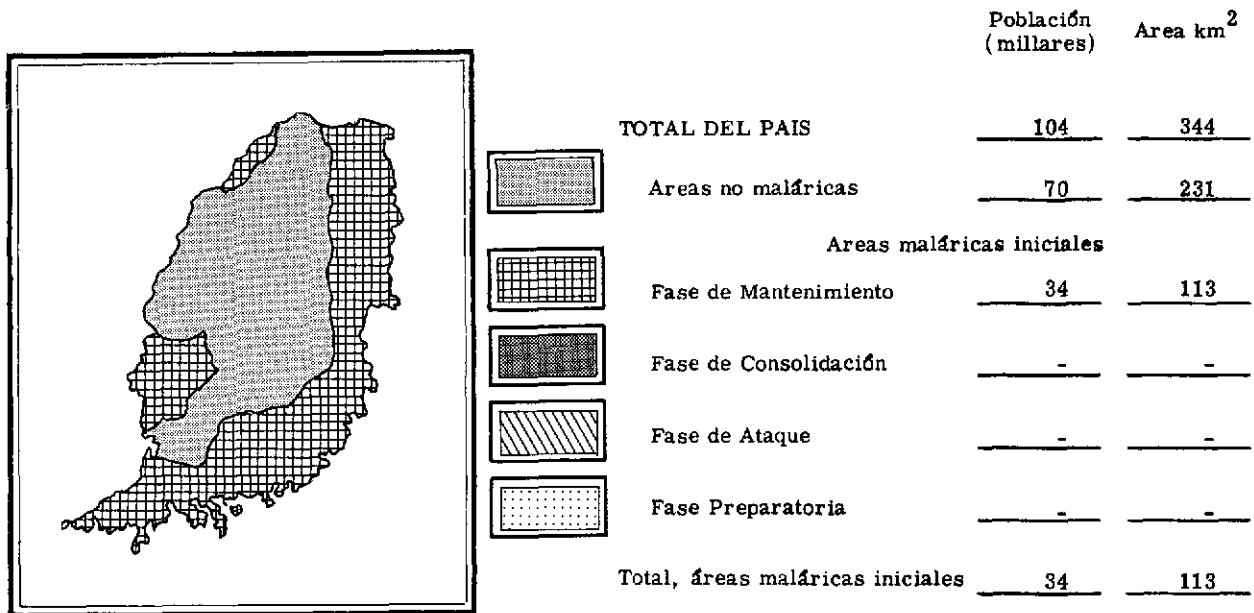 Población (millares) Area km²
TOTAL DEL PAIS 104 344
Areas no maláricas 70 231
Areas maláricas iniciales
Fase de Mantenimiento 34 113
Fase de Consolidación - -
Fase de Ataque - -
Fase Preparatoria - -
Total, áreas maláricas iniciales 34 113